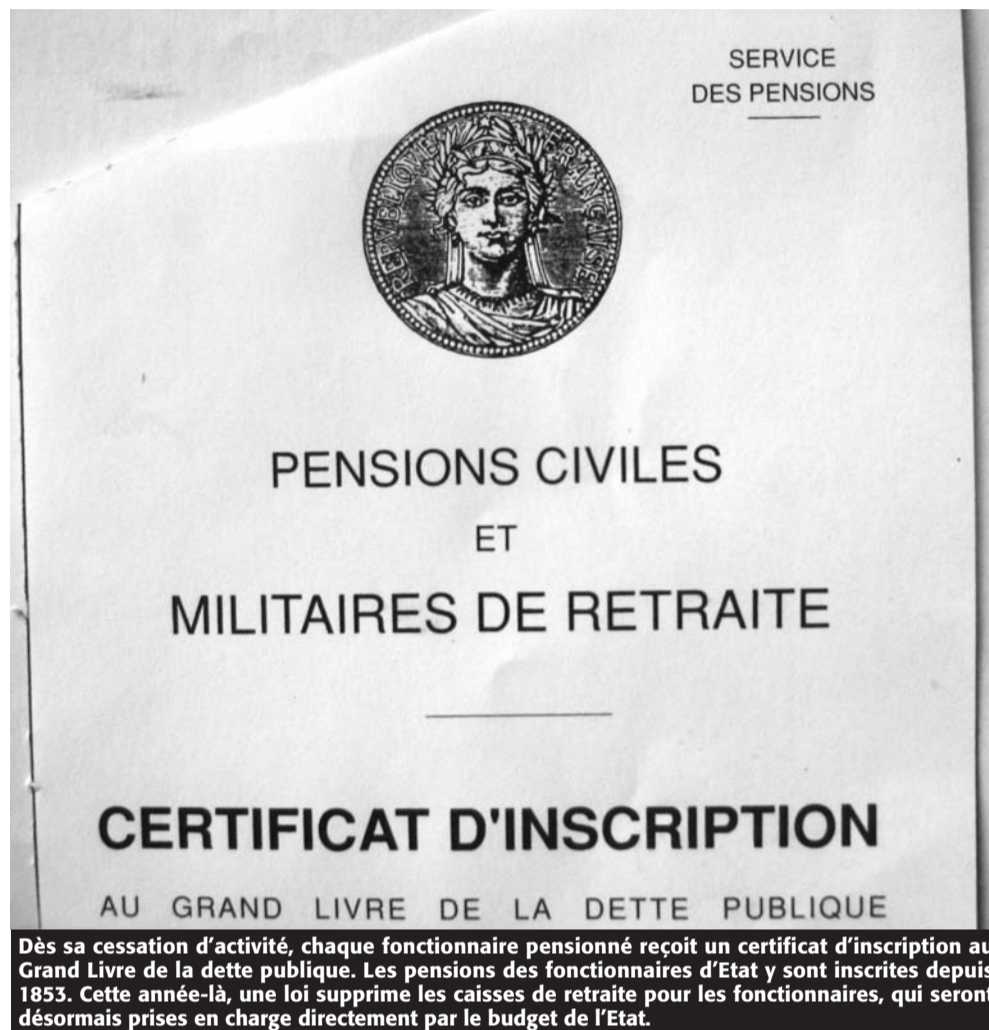 SERVICE
DES PENSIONS
REPVBLIQVE FRANÇAISE
PENSIONS CIVILES
ET
MILITAIRES DE RETRAITE
CERTIFICAT D'INSCRIPTION
AU GRAND LIVRE DE LA DETTE PUBLIQUE
Dès sa cessation d’activité, chaque fonctionnaire pensionné reçoit un certificat d’inscription au
Grand Livre de la dette publique. Les pensions des fonctionnaires d’Etat y sont inscrites depuis
1853. Cette année-là, une loi supprime les caisses de retraite pour les fonctionnaires, qui seront
désormais prises en charge directement par le budget de l’Etat.